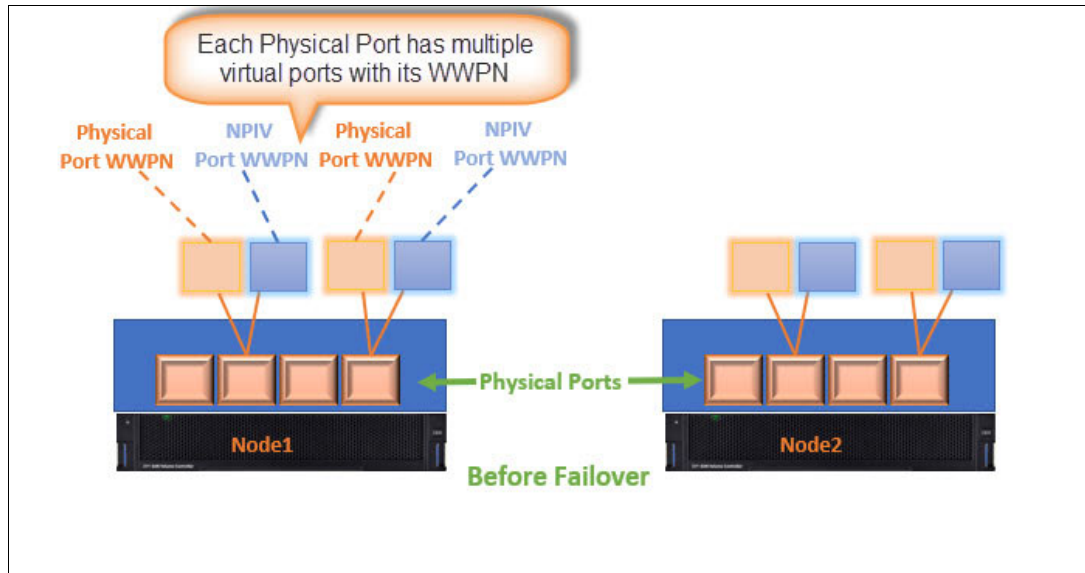 Each Physical Port has multiple
virtual ports with its WWPN
Physical
Port WWPN
NPIV
Port WWPN
Physical
Port WWPN
NPIV
Port WWPN
Physical Ports
Node1
Node2
Before Failover